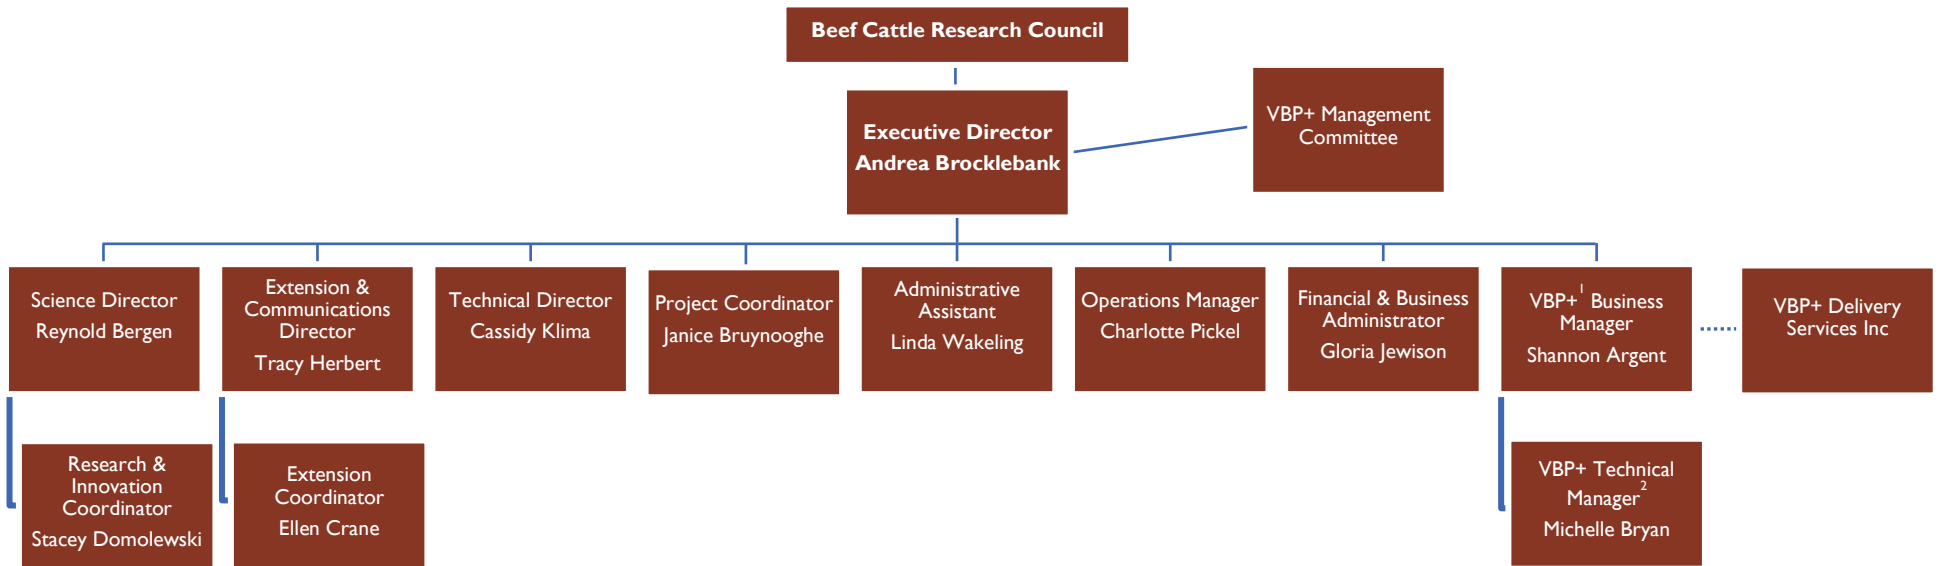 Beef Cattle Research Council
Executive Director
Andrea Brocklebank
VBP+ Management
Committee
Science Director
Reynold Bergen
Extension &
Communications
Director
Tracy Herbert
Technical Director
Cassidy Klima
Project Coordinator
Janice Bruynooghe
Administrative
Assistant
Linda Wakeling
Operations Manager
Charlotte Pickel
Financial & Business
Administrator
Gloria Jewison
VBP+¹ Business
Manager
Shannon Argent
VBP+ Delivery
Services Inc
Research &
Innovation
Coordinator
Stacey Domolewski
Extension
Coordinator
Ellen Crane
VBP+ Technical
Manager²
Michelle Bryan